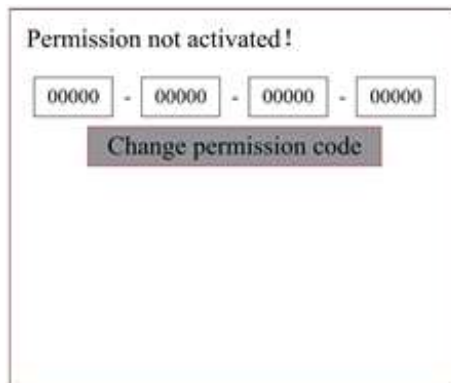 Permission not activated!
00000 - 00000 - 00000 - 00000
Change permission code